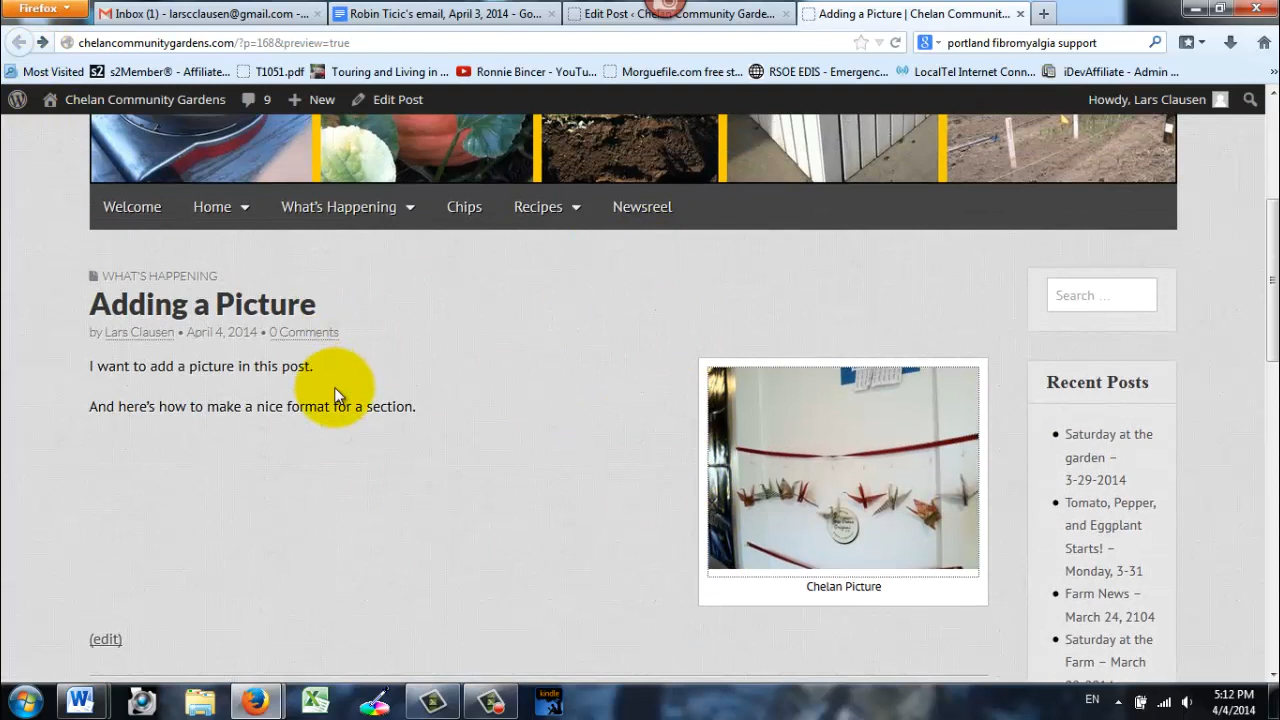 Firefox
Inbox (1) - larscclausen@gmail.com -...
Robin Ticic's email, April 3, 2014 - Go...
Edit Post ‹ Chelan Community Garde...
Adding a Picture | Chelan Communit...
chelancommunitygardens.com/?p=168&preview=true
portland fibromyalgia support
Most Visited
s2Member® - Affiliate...
T1051.pdf
Touring and Living in ...
Ronnie Bincer - YouTu...
Morguefile.com free st...
RSOE EDIS - Emergenc...
LocalTel Internet Conn...
iDevAffiliate - Admin ...
Chelan Community Gardens
9
New
Edit Post
Howdy, Lars Clausen
Welcome
Home
What's Happening
Chips
Recipes
Newsreel
WHAT'S HAPPENING
Adding a Picture
by Lars Clausen • April 4, 2014 • 0 Comments
I want to add a picture in this post.
And here's how to make a nice format for a section.
Chelan Picture
(edit)
Search ...
Recent Posts
Saturday at the
garden –
3-29-2014
Tomato, Pepper,
and Eggplant
Starts! –
Monday, 3-31
Farm News –
March 24, 2104
Saturday at the
Farm – March
kindle
EN
5:12 PM
4/4/2014